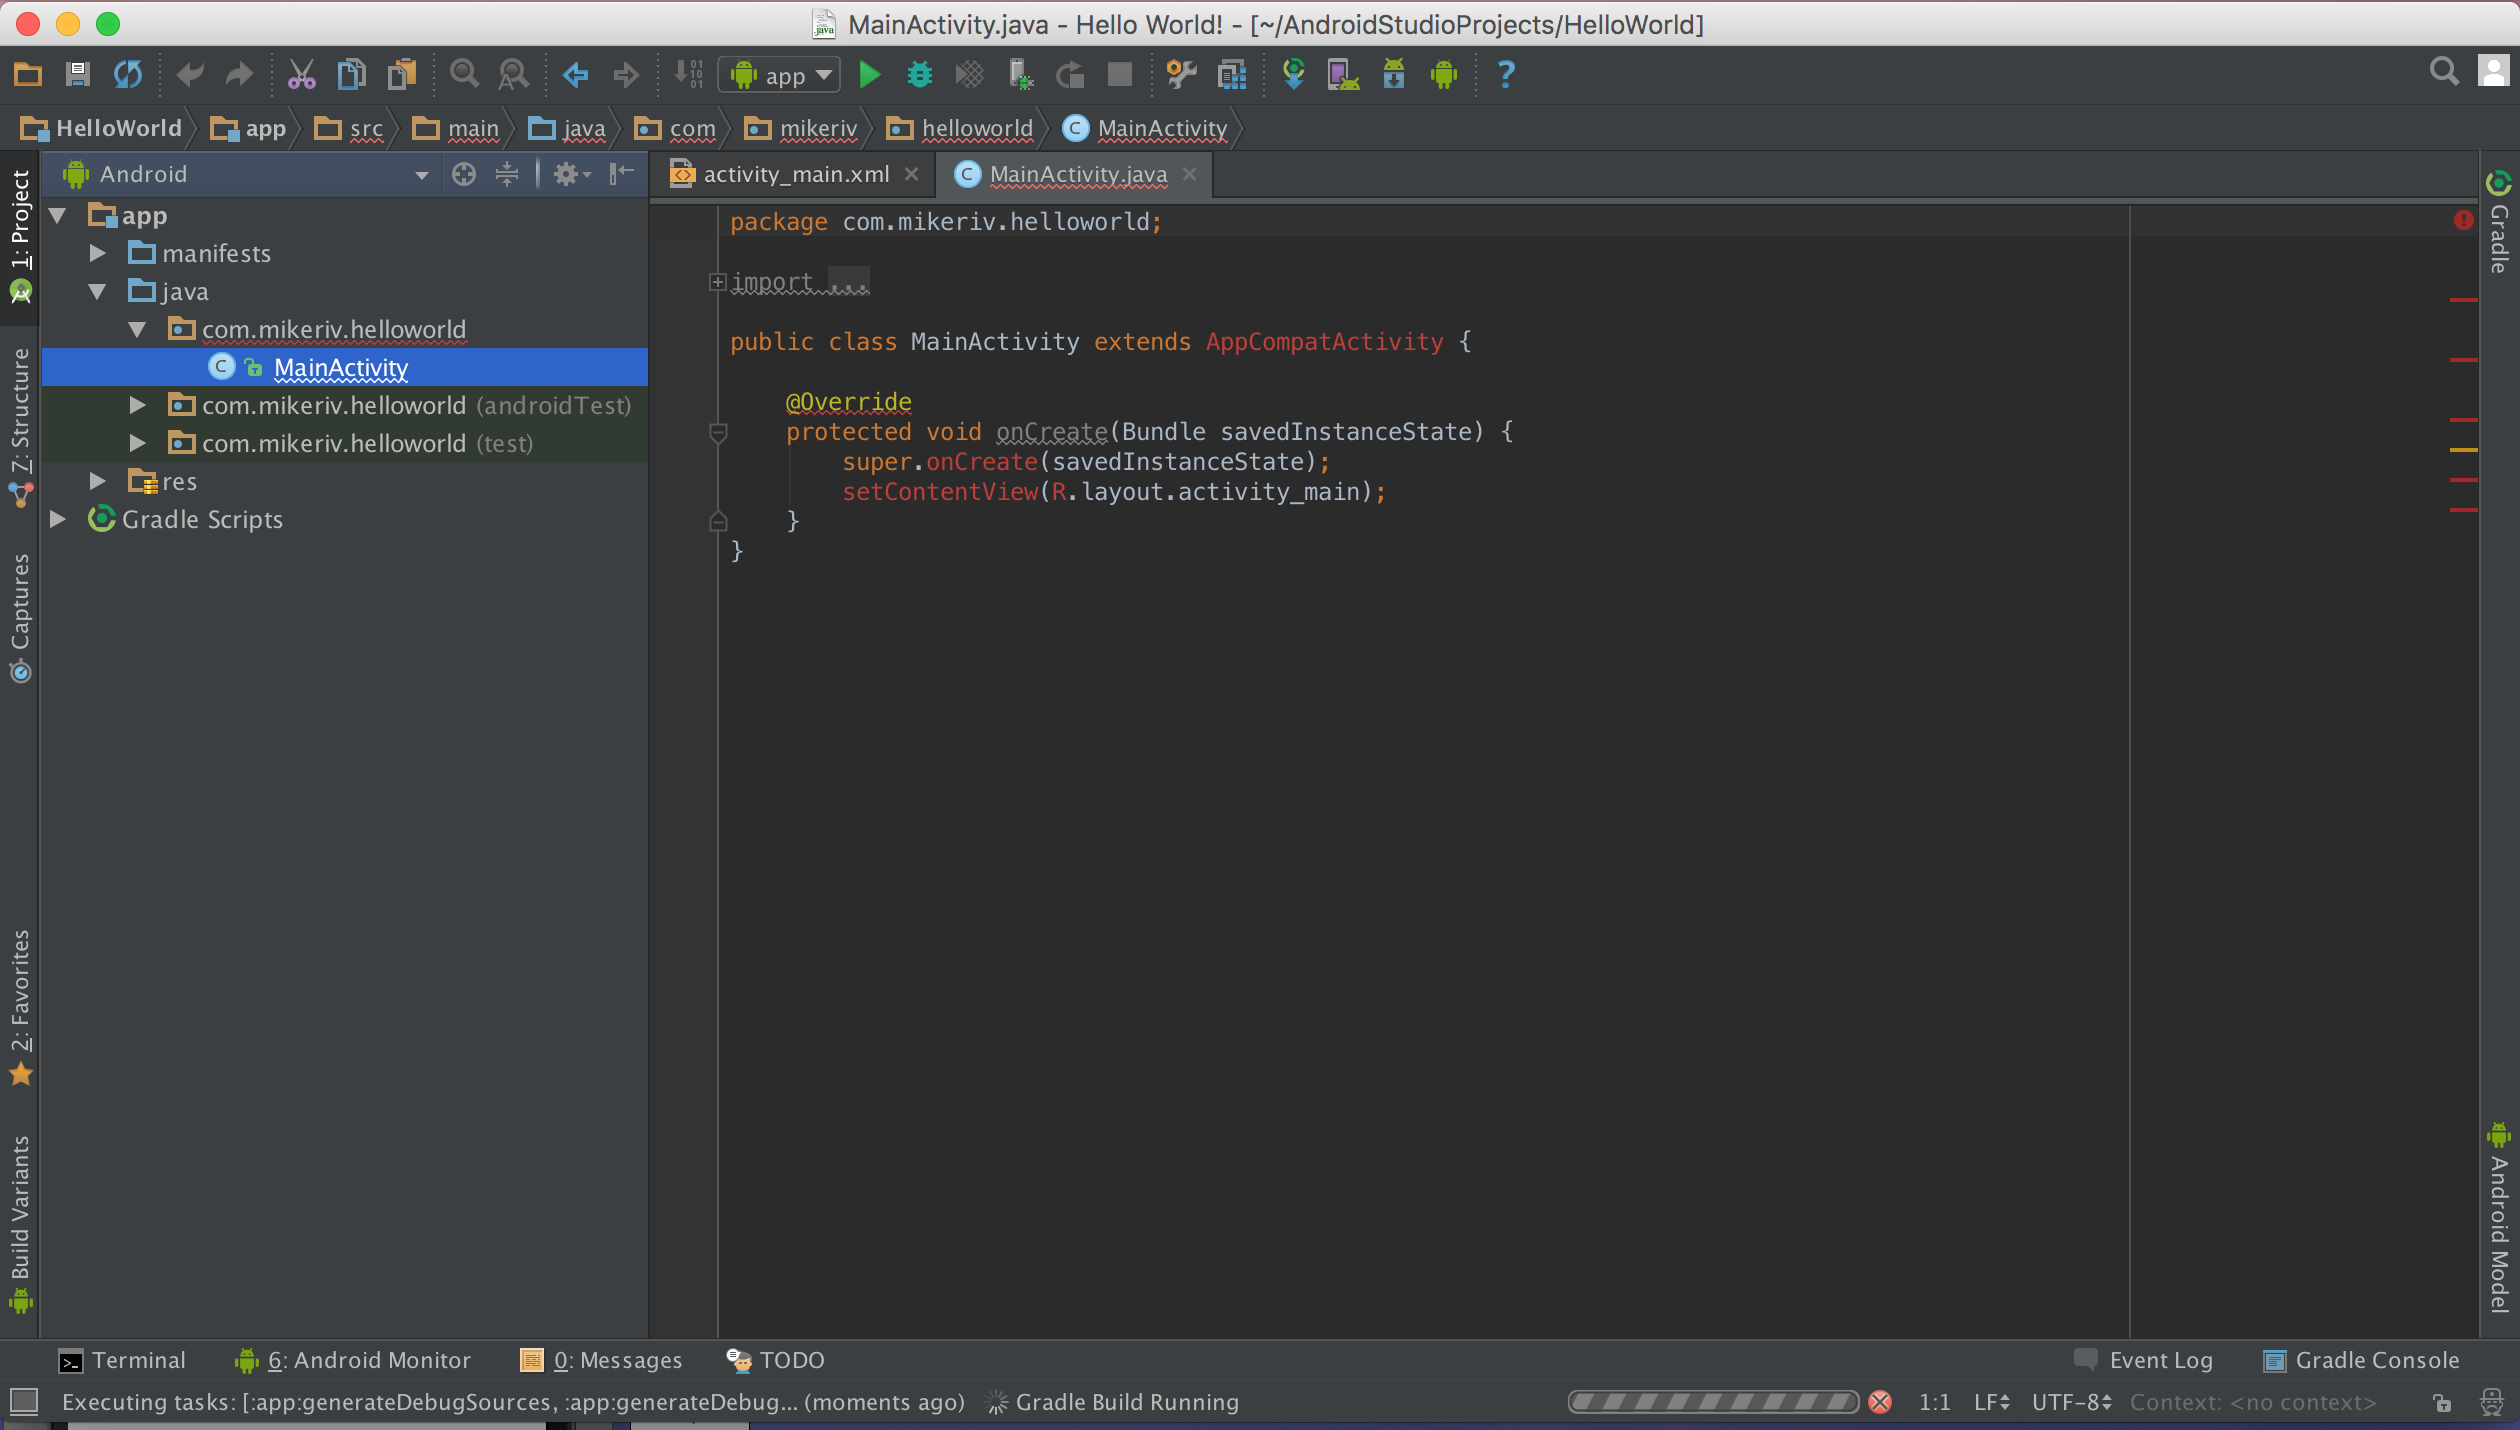 MainActivity.java - Hello World! - [~/AndroidStudioProjects/HelloWorld]
app
HelloWorld app src main java com mikeriv helloworld MainActivity
Android
activity_main.xml MainActivity.java
1: Project
7: Structure
Captures
2: Favorites
Build Variants
app
manifests
java
com.mikeriv.helloworld
MainActivity
com.mikeriv.helloworld (androidTest)
com.mikeriv.helloworld (test)
res
Gradle Scripts
package com.mikeriv.helloworld;
import ...
public class MainActivity extends AppCompatActivity {
@Override
protected void onCreate(Bundle savedInstanceState) {
super.onCreate(savedInstanceState);
setContentView(R.layout.activity_main);
}
}
Gradle
Android Model
Terminal 6: Android Monitor 0: Messages TODO Event Log Gradle Console
Executing tasks: [:app:generateDebugSources, :app:generateDebug... (moments ago) Gradle Build Running 1:1 LF UTF-8 Context: <no context>